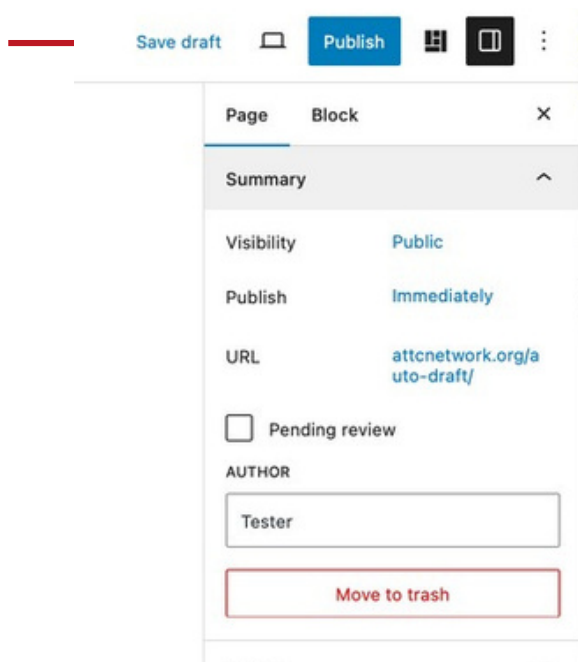 Save draft Publish
Page Block
Summary
Visibility Public
Publish Immediately
URL attcnetwork.org/a
uto-draft/
Pending review
AUTHOR
Tester
Move to trash